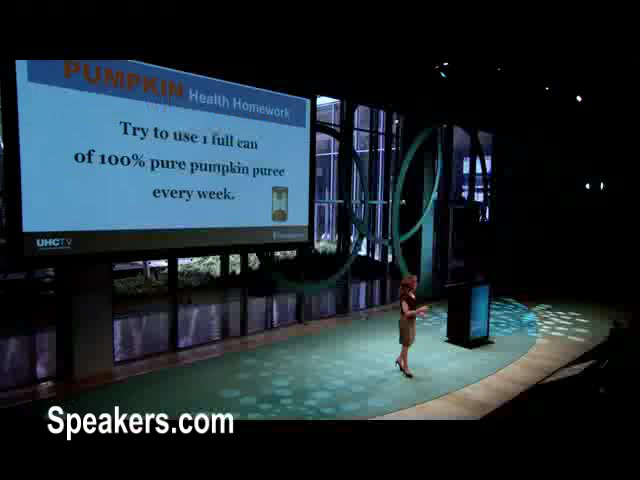 PUMPKIN Health Homework
Try to use 1 full can
of 100% pure pumpkin puree
every week.
UHCTV
Speakers.com